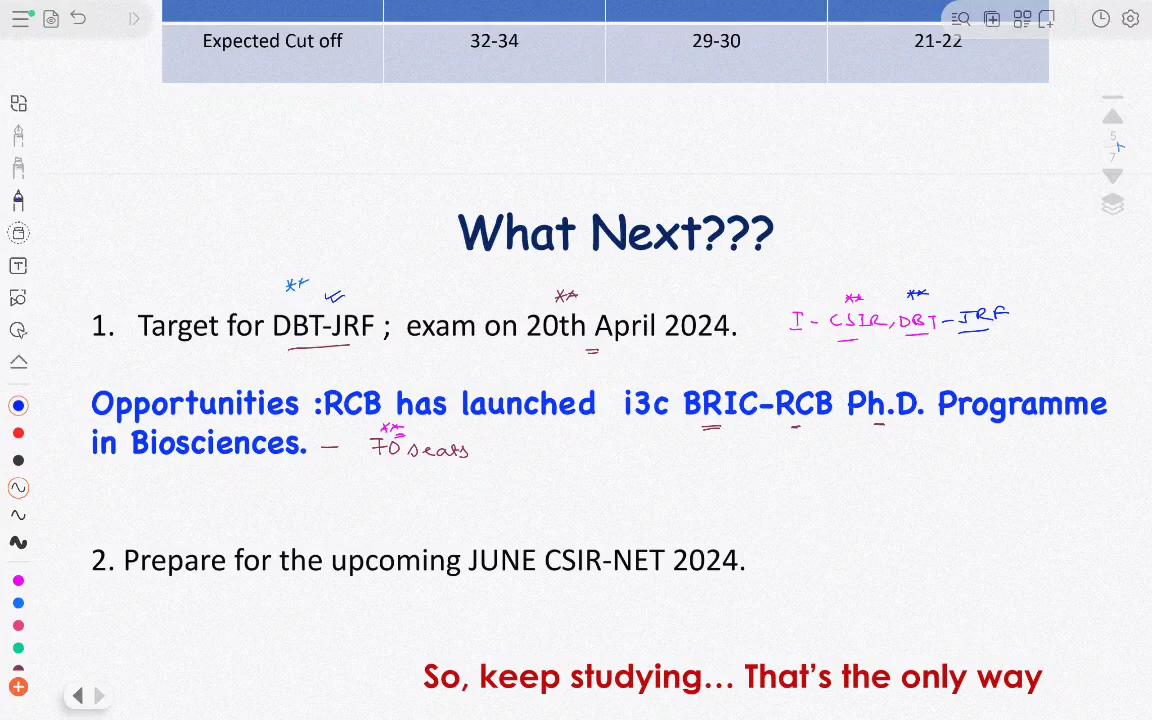 Expected Cut off 32-34 29-30 21-22
5
7
What Next???
1. Target for DBT-JRF ; exam on 20th April 2024. I - CSIR, DBT - JRF
Opportunities :RCB has launched i3c BRIC-RCB Ph.D. Programme
in Biosciences. - 70 seats
2. Prepare for the upcoming JUNE CSIR-NET 2024.
So, keep studying... That's the only way